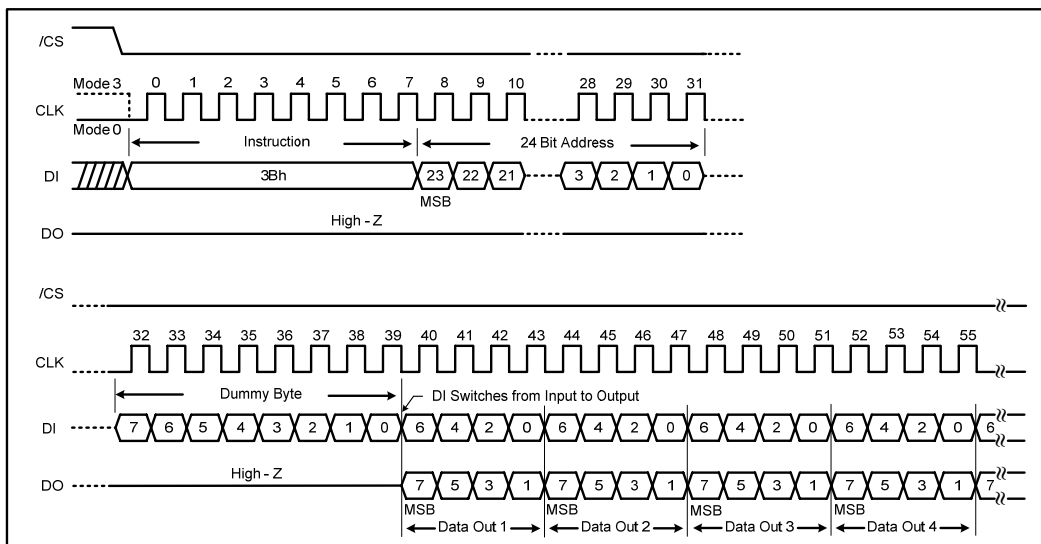 /CS
Mode 3 0 1 2 3 4 5 6 7 8 9 10 28 29 30 31
CLK
Mode 0
Instruction 24 Bit Address
DI 3Bh 23 22 21 3 2 1 0
MSB
High - Z
DO
/CS
32 33 34 35 36 37 38 39 40 41 42 43 44 45 46 47 48 49 50 51 52 53 54 55
CLK
Dummy Byte DI Switches from Input to Output
DI 7 6 5 4 3 2 1 0 6 4 2 0 6 4 2 0 6 4 2 0 6 4 2 0 6
High - Z
DO 7 5 3 1 7 5 3 1 7 5 3 1 7 5 3 1 7
MSB MSB MSB MSB
Data Out 1 Data Out 2 Data Out 3 Data Out 4